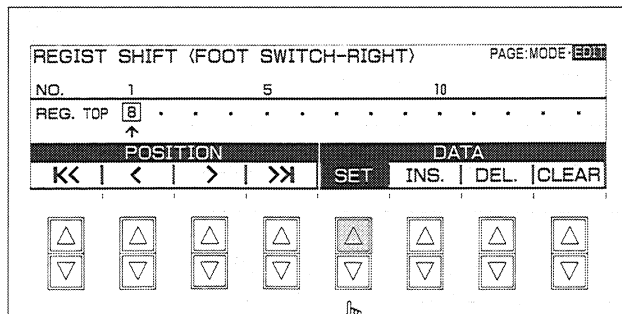 REGIST SHIFT (FOOT SWITCH-RIGHT) PAGE:MODE·EDIT
NO. 1 5 10
REG. TOP 8 · · · · · · · · · · · · ·
↑
POSITION DATA
K<< | < | > | >>| SET | INS. | DEL. | CLEAR